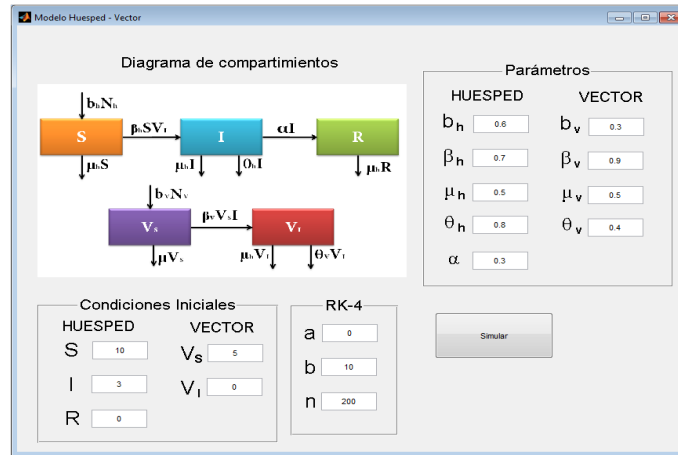 Modelo Huesped - Vector
Diagrama de compartimientos
bₕNₕ
S
βₕSVᵢ
I
αI
R
μₕS
μₕI
θₕI
μₕR
bᵥNᵥ
Vₛ
βᵥVₛI
Vᵢ
μVₛ
μₕVᵢ
θᵥVᵢ
Parámetros
HUESPED VECTOR
bₕ 0.6 bᵥ 0.3
βₕ 0.7 βᵥ 0.9
μₕ 0.5 μᵥ 0.5
θₕ 0.8 θᵥ 0.4
α 0.3
Condiciones Iniciales
HUESPED VECTOR
S 10 Vₛ 5
I 3 Vᵢ 0
R 0
RK-4
a 0
b 10
n 200
Simular